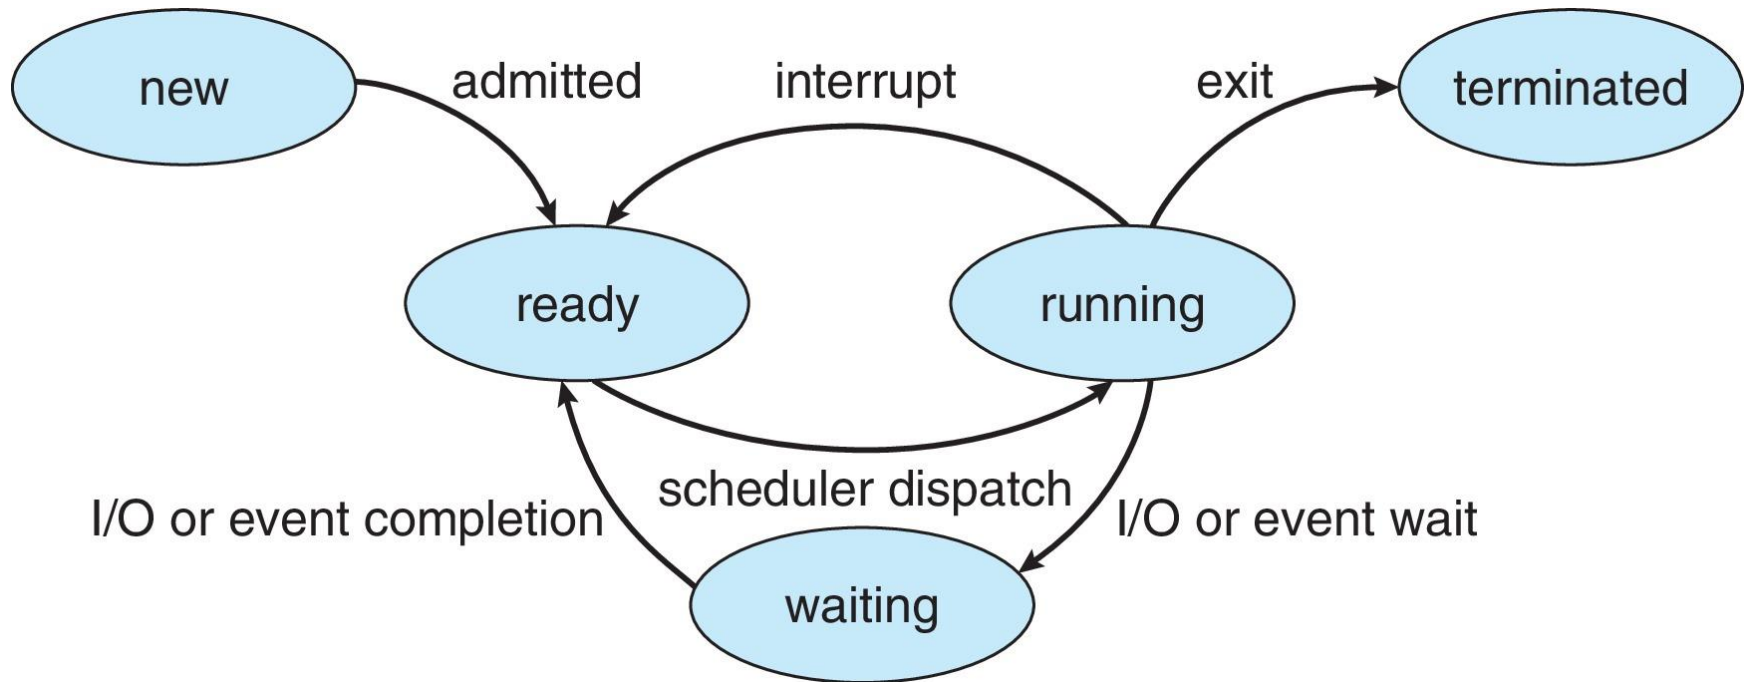 new
admitted
interrupt
exit
terminated
ready
running
scheduler dispatch
I/O or event completion
I/O or event wait
waiting